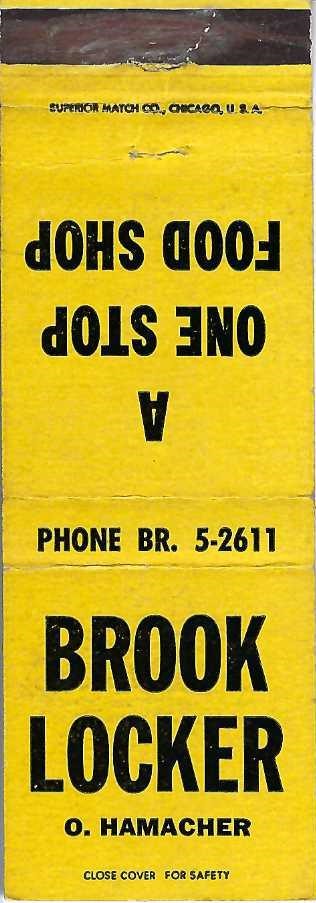 SUPERIOR MATCH CO., CHICAGO, U. S. A.
A
ONE STOP
FOOD SHOP
PHONE BR. 5-2611
BROOK
LOCKER
O. HAMACHER
CLOSE COVER FOR SAFETY